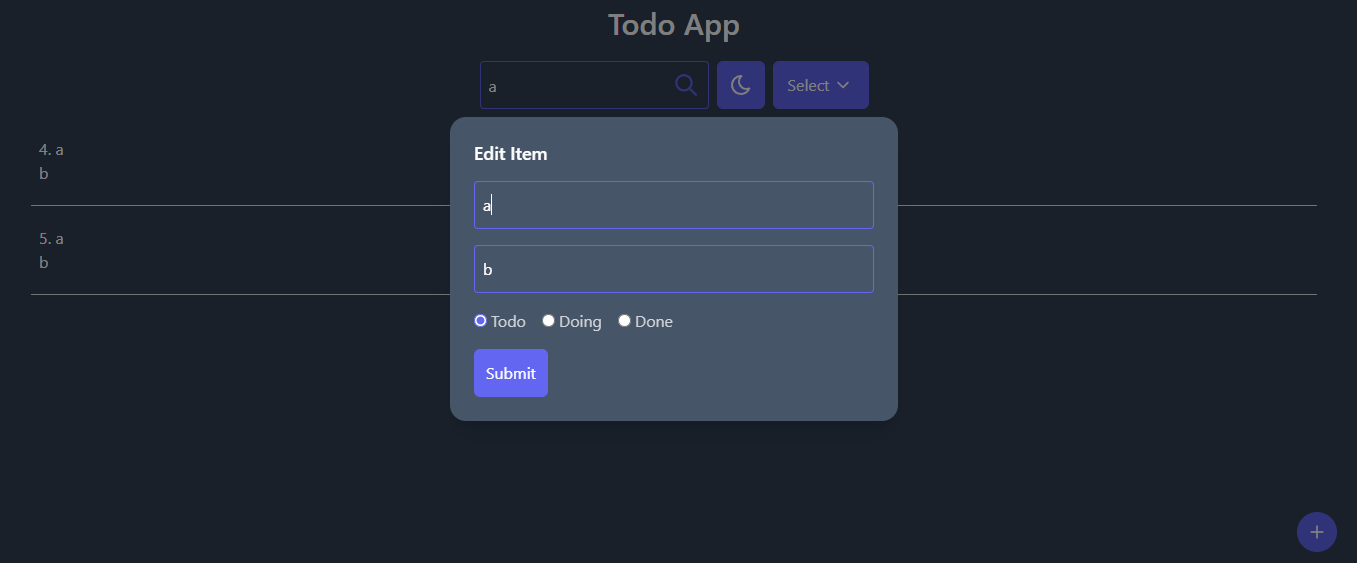 Todo App
a
Select
4. a
b
5. a
b
Edit Item
a
b
Todo Doing Done
Submit